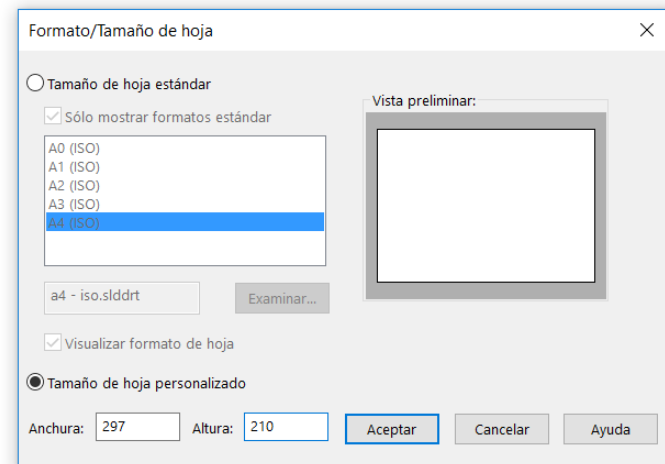 Formato/Tamaño de hoja
Tamaño de hoja estándar
Sólo mostrar formatos estándar
A0 (ISO)
A1 (ISO)
A2 (ISO)
A3 (ISO)
A4 (ISO)
a4 - iso.slddrt
Examinar...
Visualizar formato de hoja
Vista preliminar:
Tamaño de hoja personalizado
Anchura: 297 Altura: 210 Aceptar Cancelar Ayuda